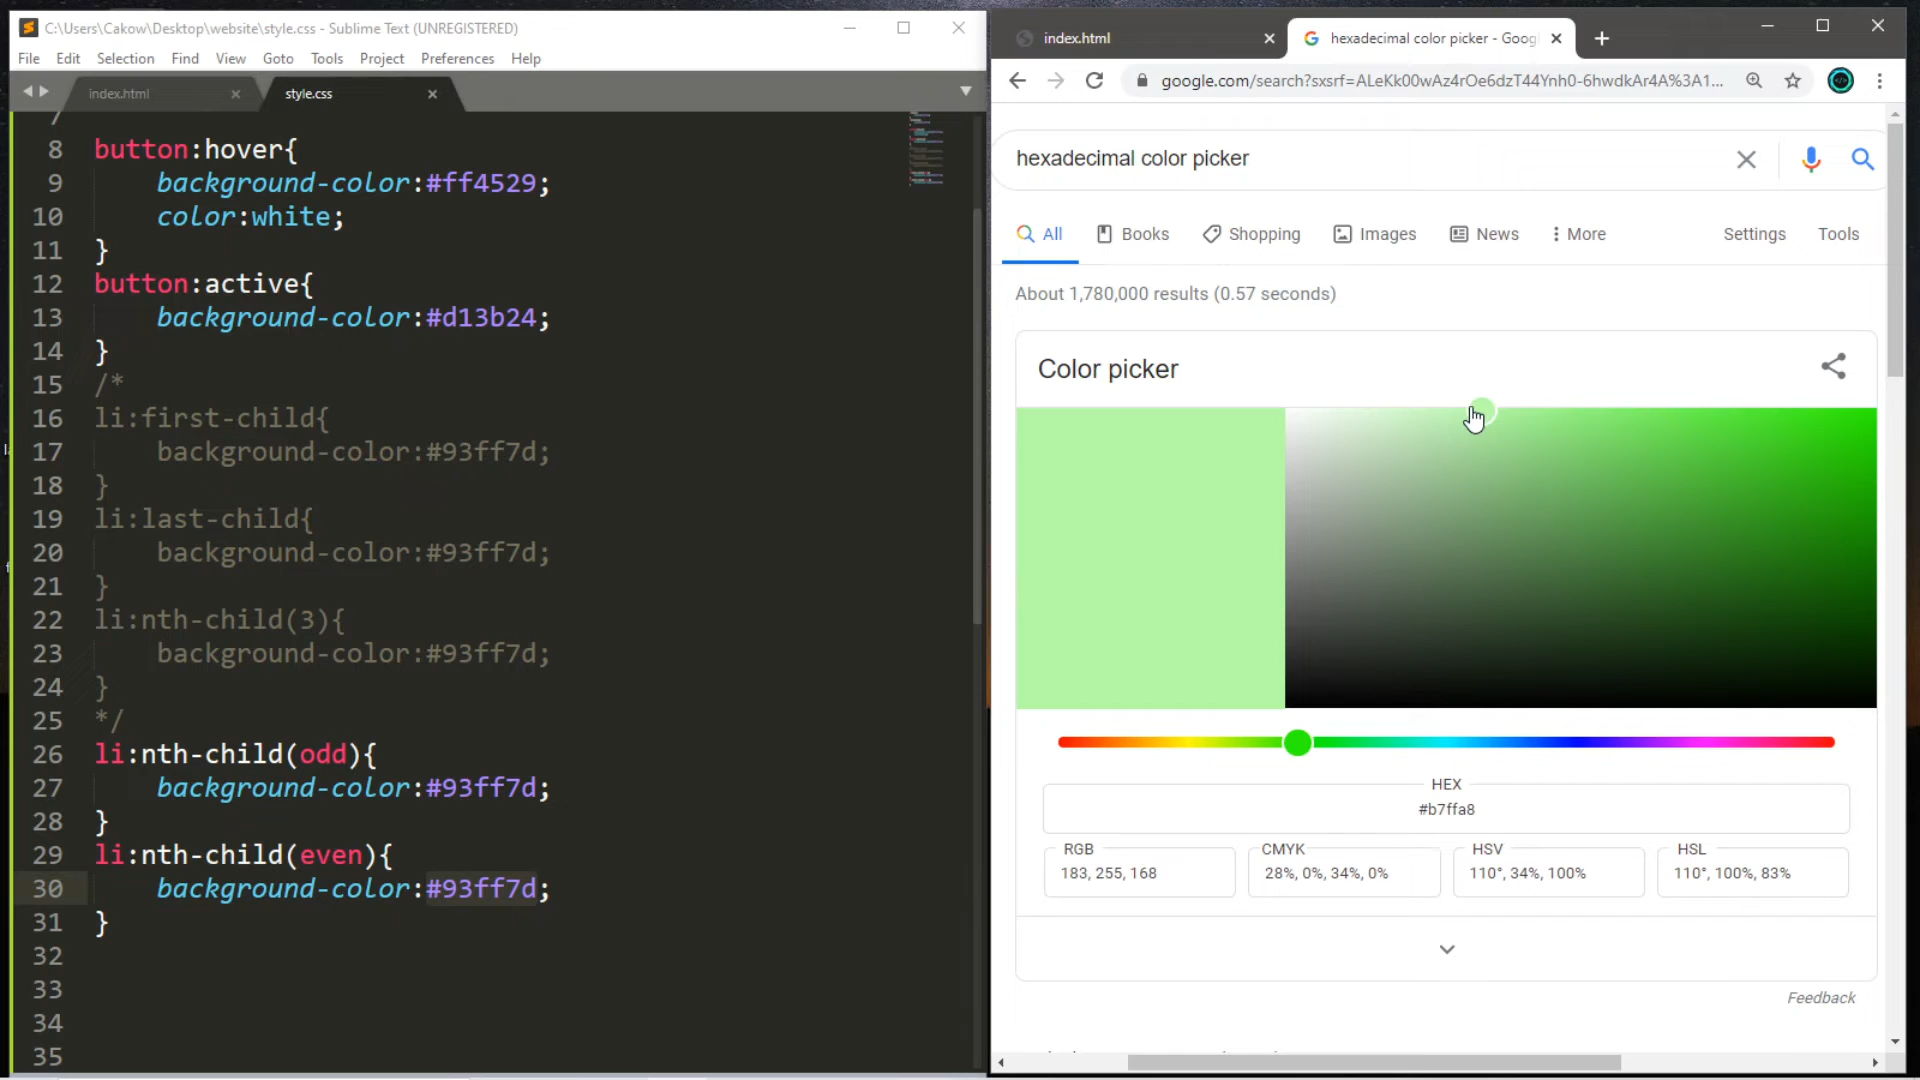 C:\Users\Cakow\Desktop\website\style.css - Sublime Text (UNREGISTERED)
File Edit Selection Find View Goto Tools Project Preferences Help
index.html
style.css
7
8 button:hover{
9 background-color:#ff4529;
10 color:white;
11 }
12 button:active{
13 background-color:#d13b24;
14 }
15 /*
16 li:first-child{
17 background-color:#93ff7d;
18 }
19 li:last-child{
20 background-color:#93ff7d;
21 }
22 li:nth-child(3){
23 background-color:#93ff7d;
24 }
25 */
26 li:nth-child(odd){
27 background-color:#93ff7d;
28 }
29 li:nth-child(even){
30 background-color:#93ff7d;
31 }
32
33
34
35
index.html
hexadecimal color picker - Goog
google.com/search?sxsrf=ALeKk00wAz4rOe6dzT44Ynh0-6hwdkAr4A%3A1...
hexadecimal color picker
All Books Shopping Images News More Settings Tools
About 1,780,000 results (0.57 seconds)
Color picker
HEX
#b7ffa8
RGB CMYK HSV HSL
183, 255, 168 28%, 0%, 34%, 0% 110°, 34%, 100% 110°, 100%, 83%
Feedback